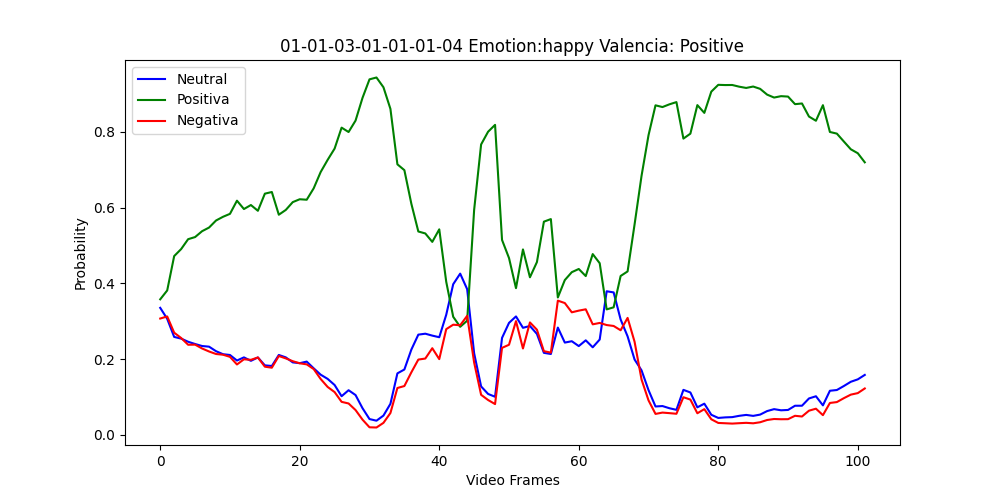 01-01-03-01-01-01-04 Emotion:happy Valencia: Positive
Neutral
Positiva
Negativa
Probability
0.8
0.6
0.4
0.2
0.0
0 20 40 60 80 100
Video Frames